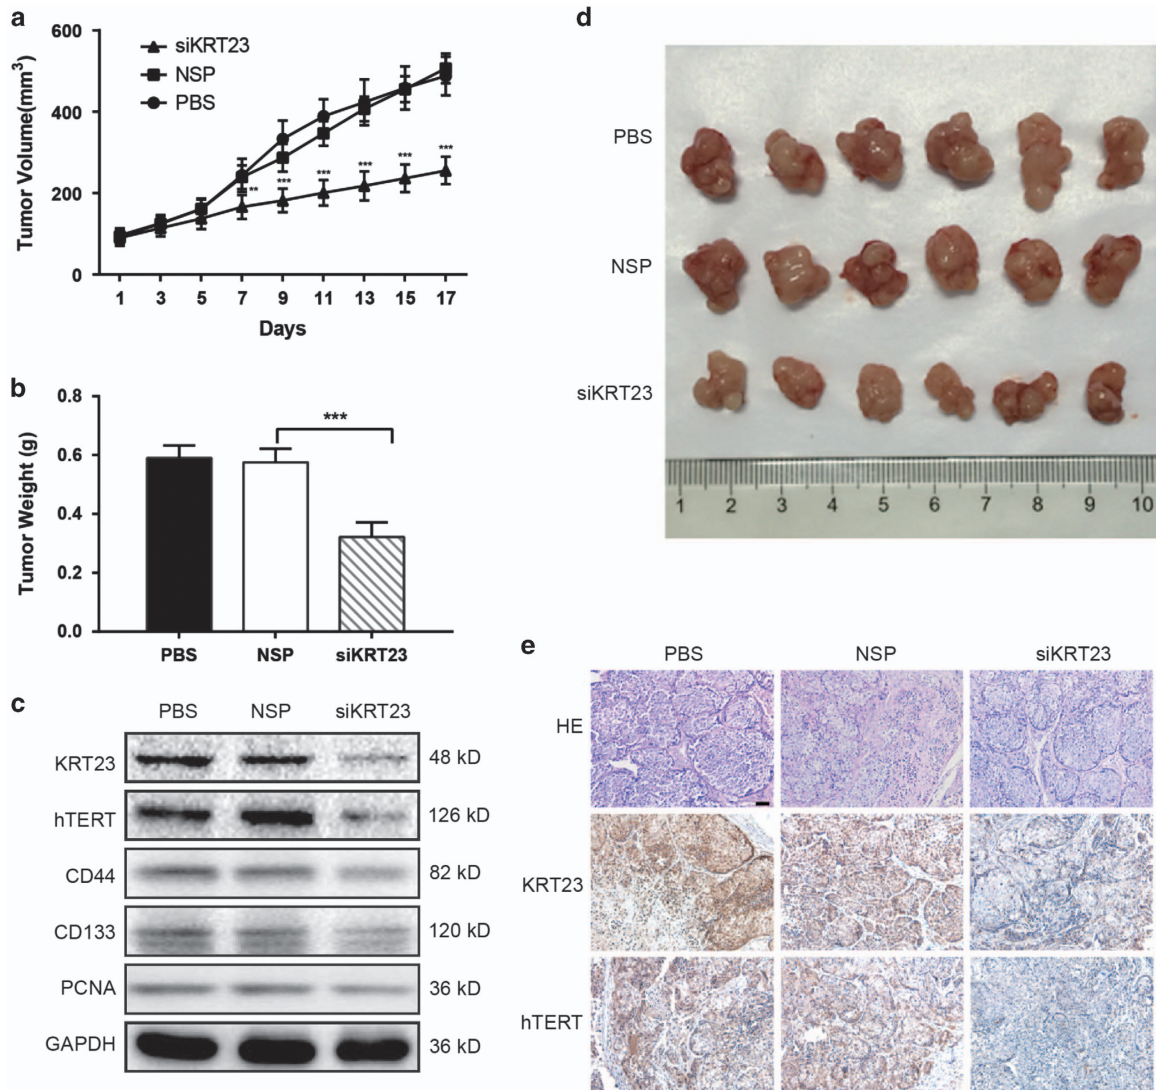 a
600
400
200
0
Tumor Volume(mm3)
siKRT23
NSP
PBS
** *** *** *** *** ***
1 3 5 7 9 11 13 15 17
Days
b
0.8
0.6
0.4
0.2
0.0
Tumor Weight (g)
***
PBS NSP siKRT23
c
PBS NSP siKRT23
KRT23 48 kD
hTERT 126 kD
CD44 82 kD
CD133 120 kD
PCNA 36 kD
GAPDH 36 kD
d
PBS
NSP
siKRT23
1 2 3 4 5 6 7 8 9 10
e
PBS NSP siKRT23
HE
KRT23
hTERT